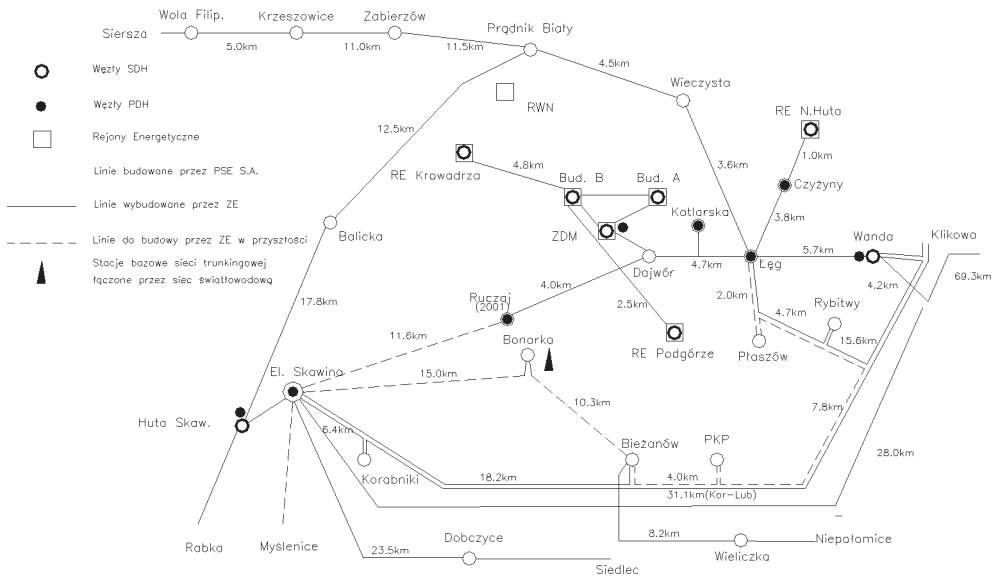 Wola Filip.
Krzeszowice
Zabierzów
Siersza
5.0km
11.0km
11.5km
Prądnik Biały
4.5km
Wieczysta
Węzły SDH
Węzły PDH
Rejony Energetyczne
Linie budowane przez PSE S.A.
Linie wybudowane przez ZE
Linie do budowy przez ZE w przyszłości
Stacje bazowe sieci trunkingowej
łączone przez siec światłowodową
RWN
12.5km
RE Krowadrza
4.8km
Bud. B
Bud. A
3.6km
RE N.Huta
1.0km
Czyżyny
3.8km
Katlarska
ZDM
Balicka
Dajwór
4.7km
Łęg
5.7km
Wanda
Klikowa
4.2km
69.3km
17.8km
4.0km
Ruczaj
(2001)
2.5km
2.0km
4.7km
Rybitwy
15.6km
11,6km
Bonarka
RE Podgórze
Płaszów
El. Skawina
15.0km
10.3km
7.8km
Huta Skaw.
6.4km
Korabniki
Bieżanów
PKP
28.0km
18.2km
4.0km
31.1km(Kor-Lub)
Rabka
Myślenice
23.5km
Dobczyce
Siedlec
8.2km
Wieliczka
Niepołomice